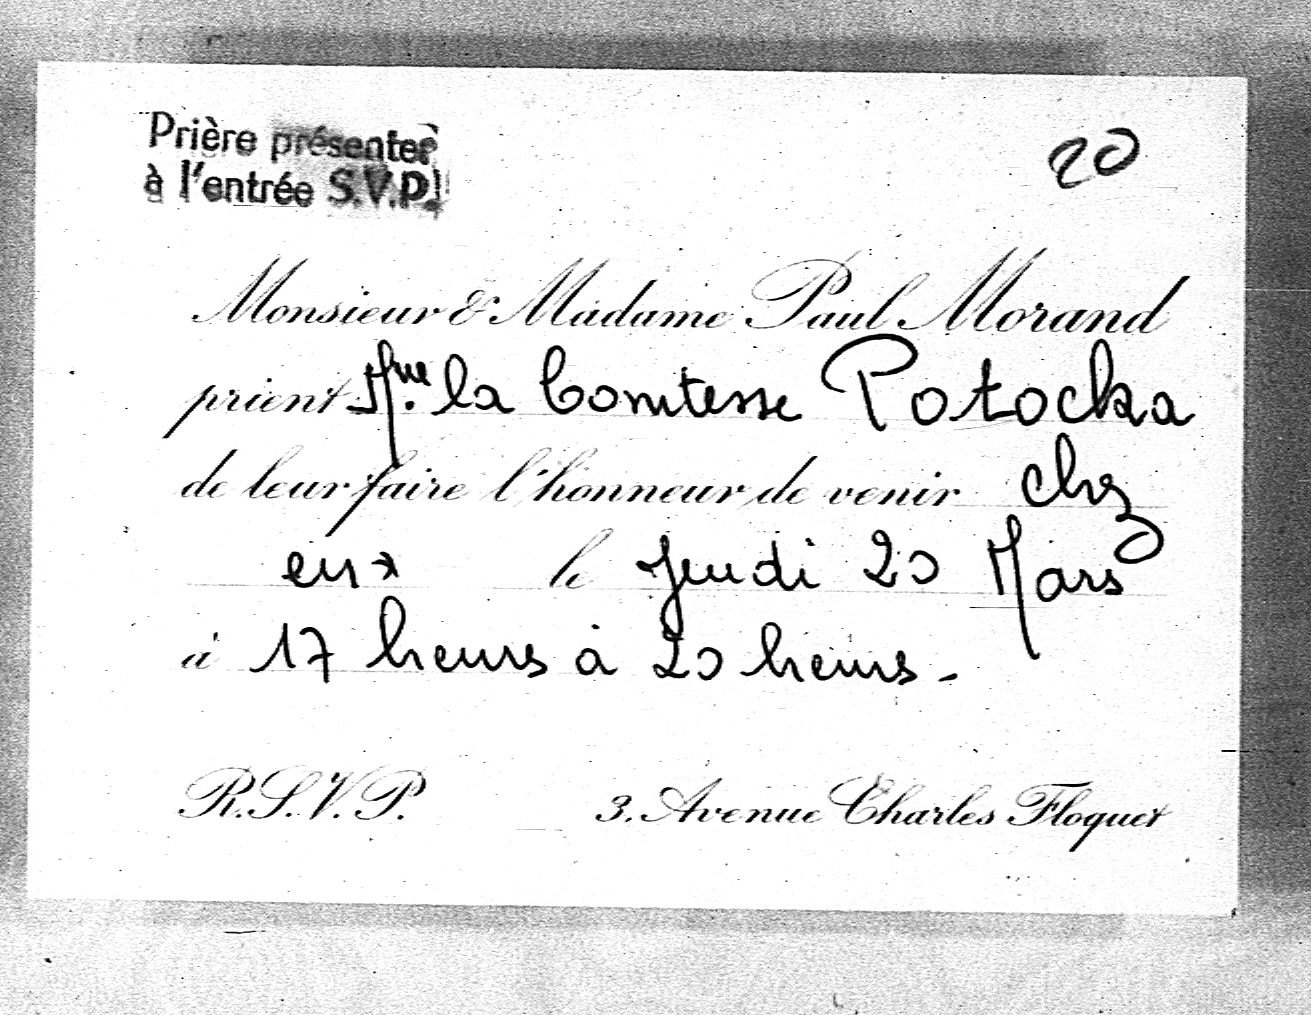 Prière présenter
à l'entrée S.V.P.
20
Monsieur & Madame Paul Morand
prient Mme. la Comtesse Potocka
de leur faire l'honneur de venir chez
eux le Jeudi 20 Mars
à 17 heures à 20 heures -
R.S.V.P. 3. Avenue Charles Floquet